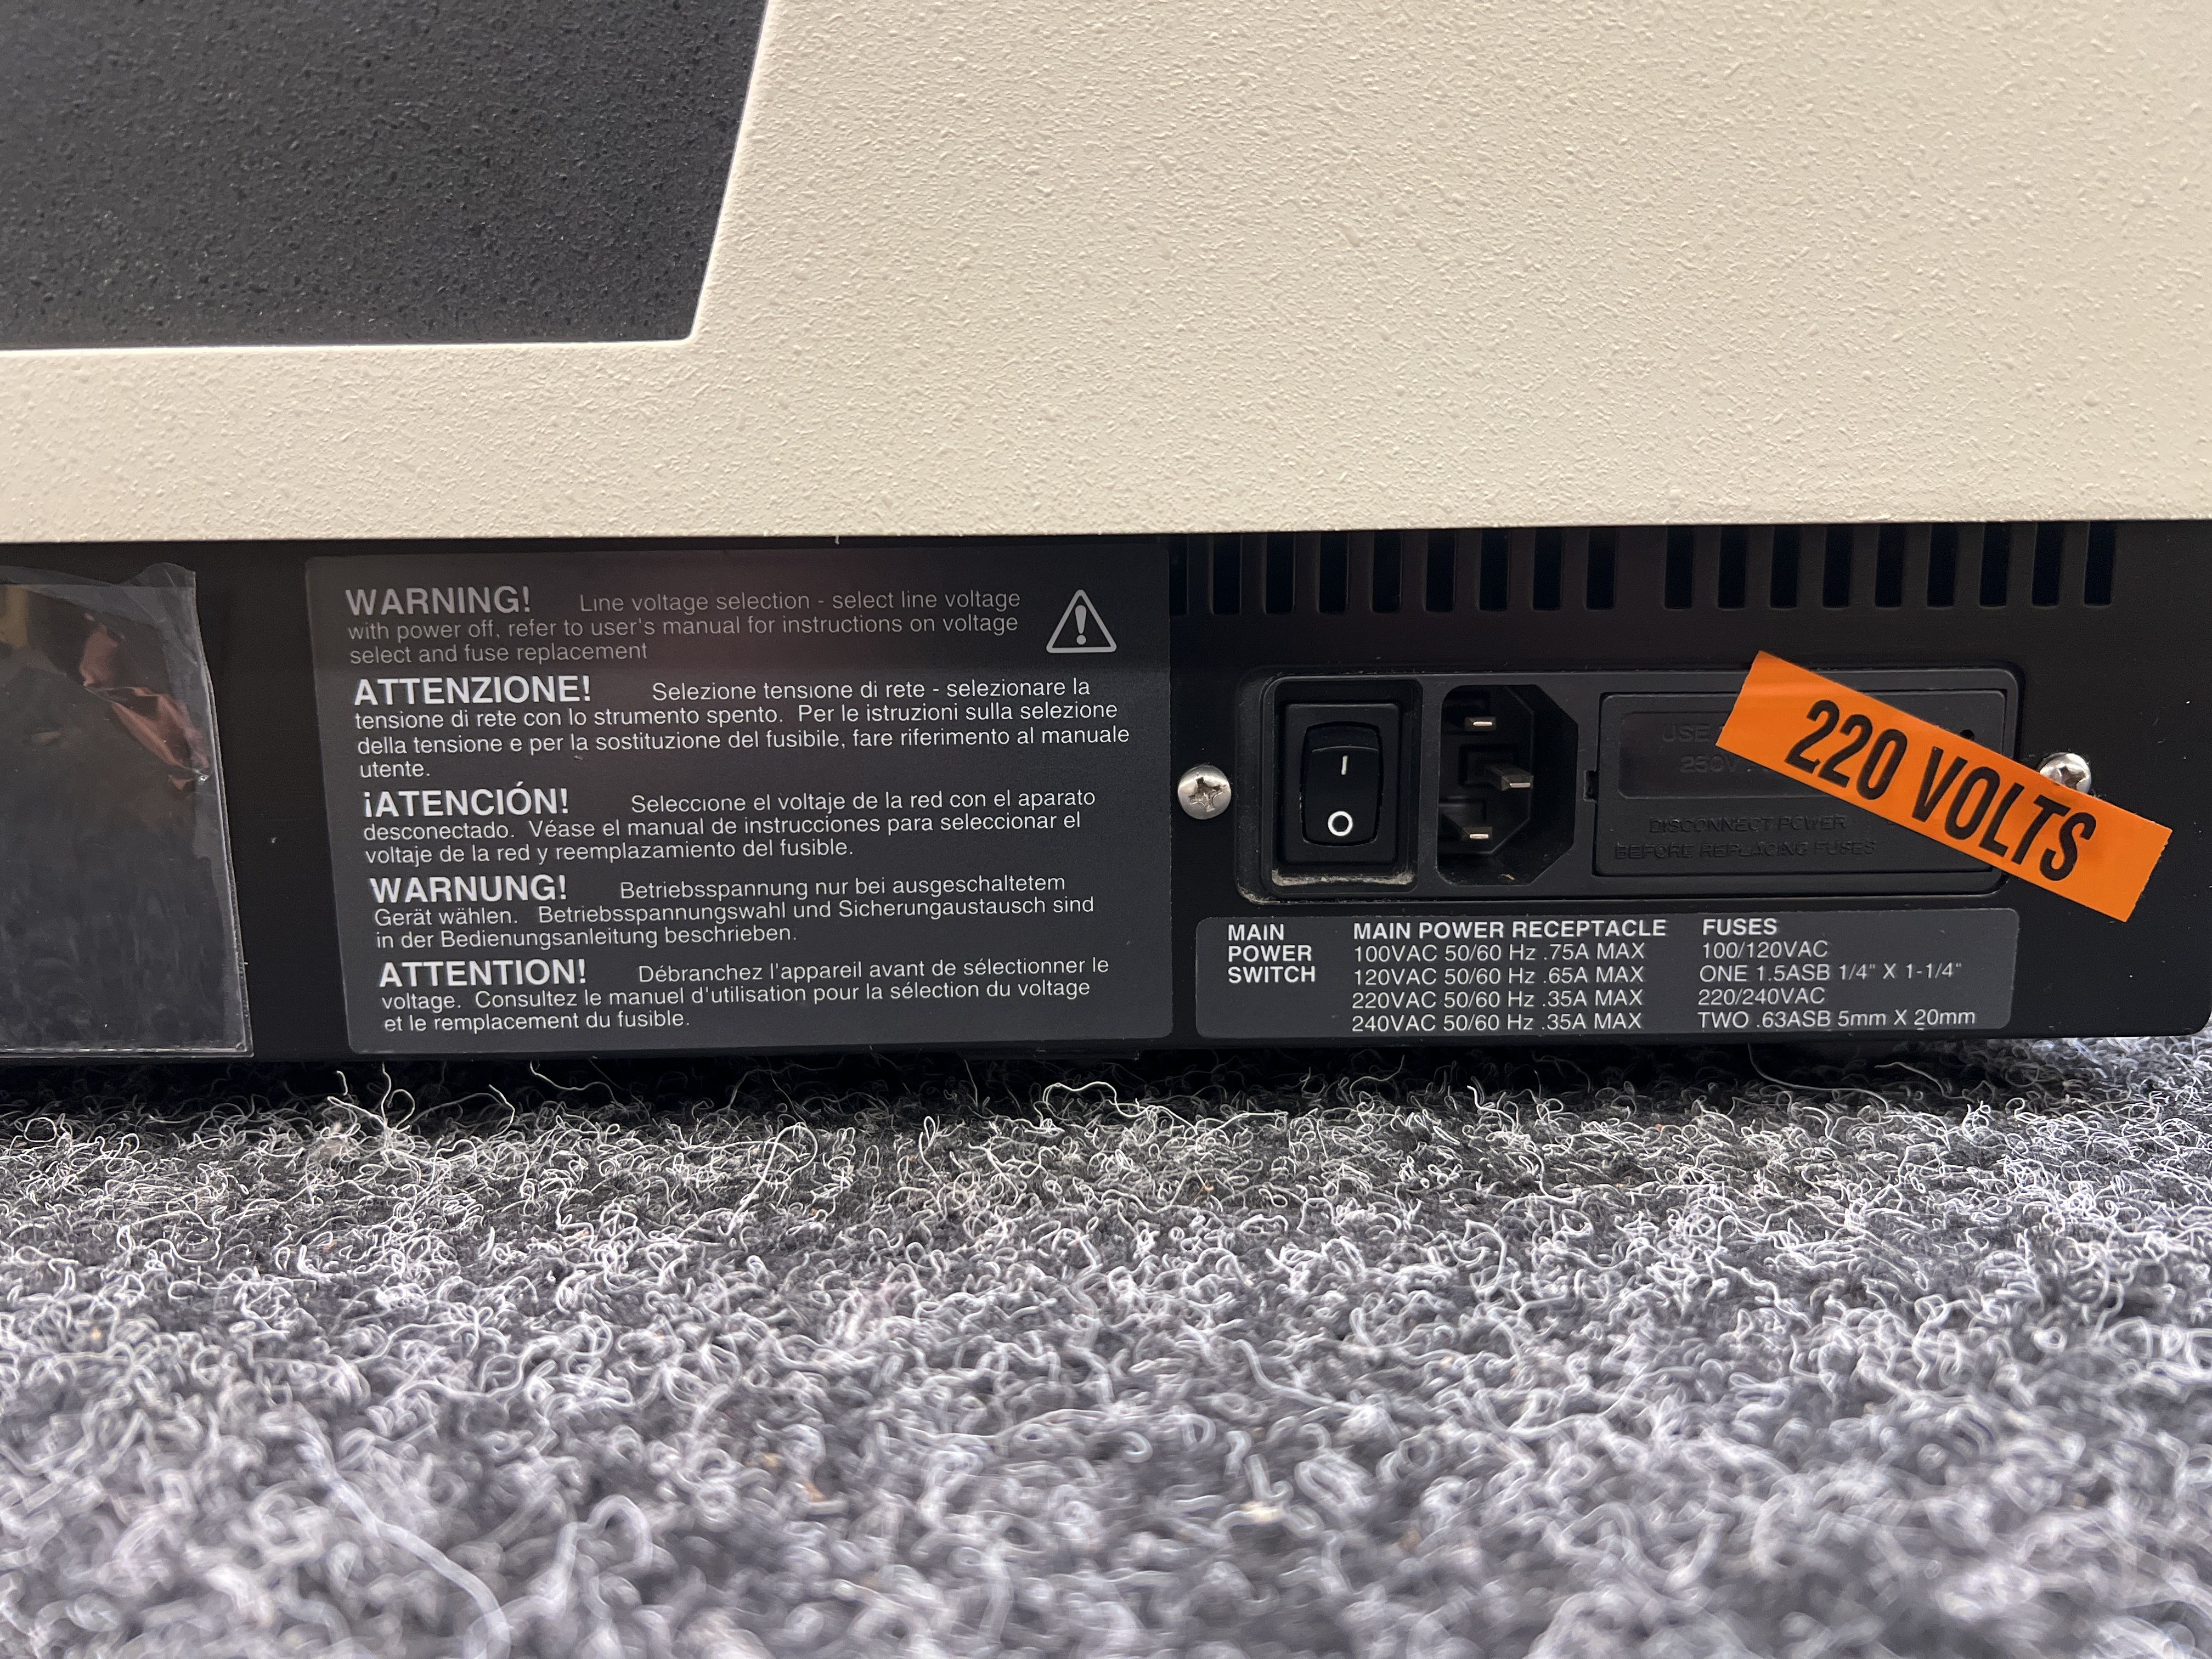 WARNING! Line voltage selection - select line voltage
with power off, refer to user's manual for instructions on voltage
select and fuse replacement
ATTENZIONE! Selezione tensione di rete - selezionare la
tensione di rete con lo strumento spento. Per le istruzioni sulla selezione
della tensione e per la sostituzione del fusibile, fare riferimento al manuale
utente.
¡ATENCIÓN! Seleccione el voltaje de la red con el aparato
desconectado. Véase el manual de instrucciones para seleccionar el
voltaje de la red y reemplazamiento del fusible.
WARNUNG! Betriebsspannung nur bei ausgeschaltetem
Gerät wählen. Betriebsspannungswahl und Sicherungaustausch sind
in der Bedienungsanleitung beschrieben.
ATTENTION! Débranchez l'appareil avant de sélectionner le
voltage. Consultez le manuel d'utilisation pour la sélection du voltage
et le remplacement du fusible.
I
O
USE
250V
DISCONNECT POWER
BEFORE REPLACING FUSES
220 VOLTS
MAIN
POWER
SWITCH
MAIN POWER RECEPTACLE
100VAC 50/60 Hz .75A MAX
120VAC 50/60 Hz .65A MAX
220VAC 50/60 Hz .35A MAX
240VAC 50/60 Hz .35A MAX
FUSES
100/120VAC
ONE 1.5ASB 1/4" X 1-1/4"
220/240VAC
TWO .63ASB 5mm X 20mm